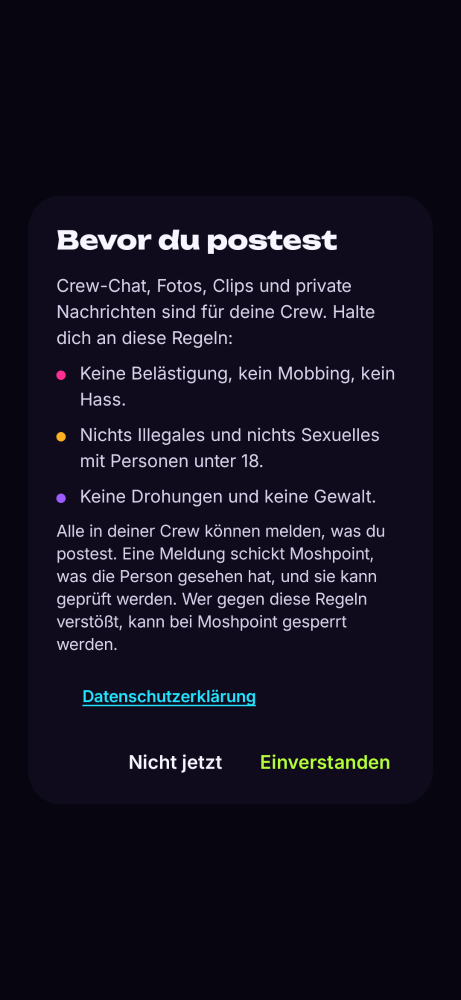 Bevor du postest
Crew-Chat, Fotos, Clips und private
Nachrichten sind für deine Crew. Halte
dich an diese Regeln:
Keine Belästigung, kein Mobbing, kein
Hass.
Nichts Illegales und nichts Sexuelles
mit Personen unter 18.
Keine Drohungen und keine Gewalt.
Alle in deiner Crew können melden, was du
postest. Eine Meldung schickt Moshpoint,
was die Person gesehen hat, und sie kann
geprüft werden. Wer gegen diese Regeln
verstößt, kann bei Moshpoint gesperrt
werden.
Datenschutzerklärung
Nicht jetzt Einverstanden